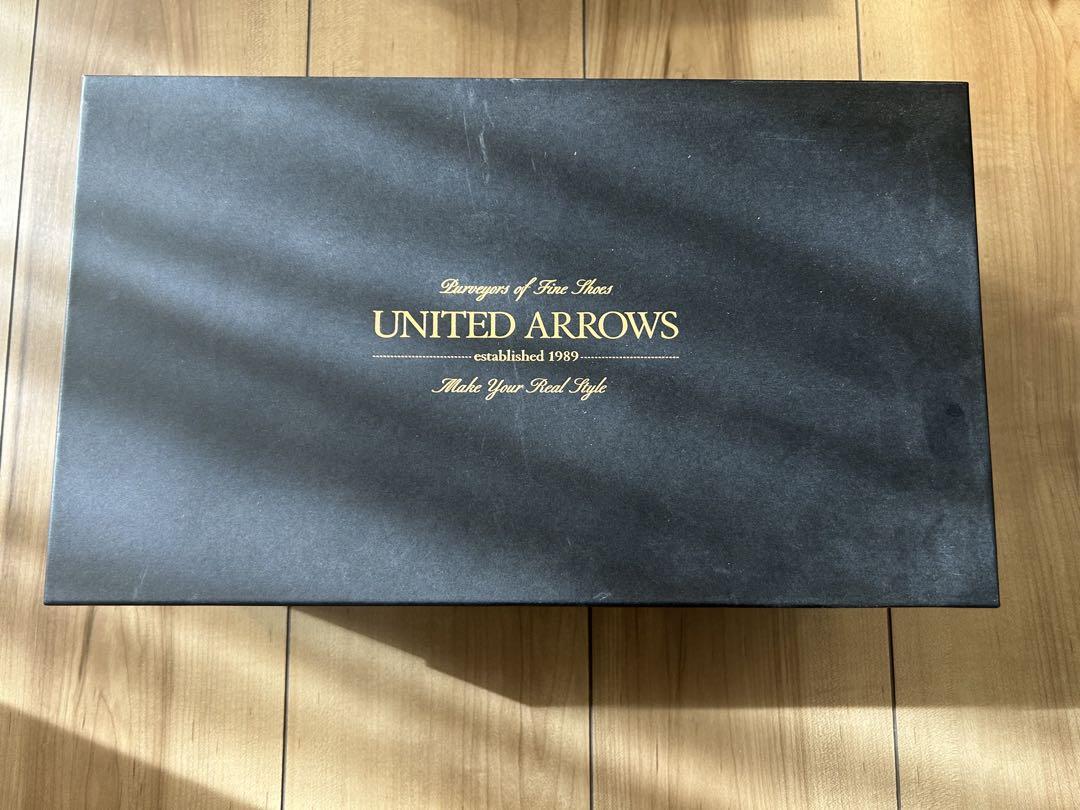 Purveyors of Fine Shoes
UNITED ARROWS
established 1989
Make Your Real Style